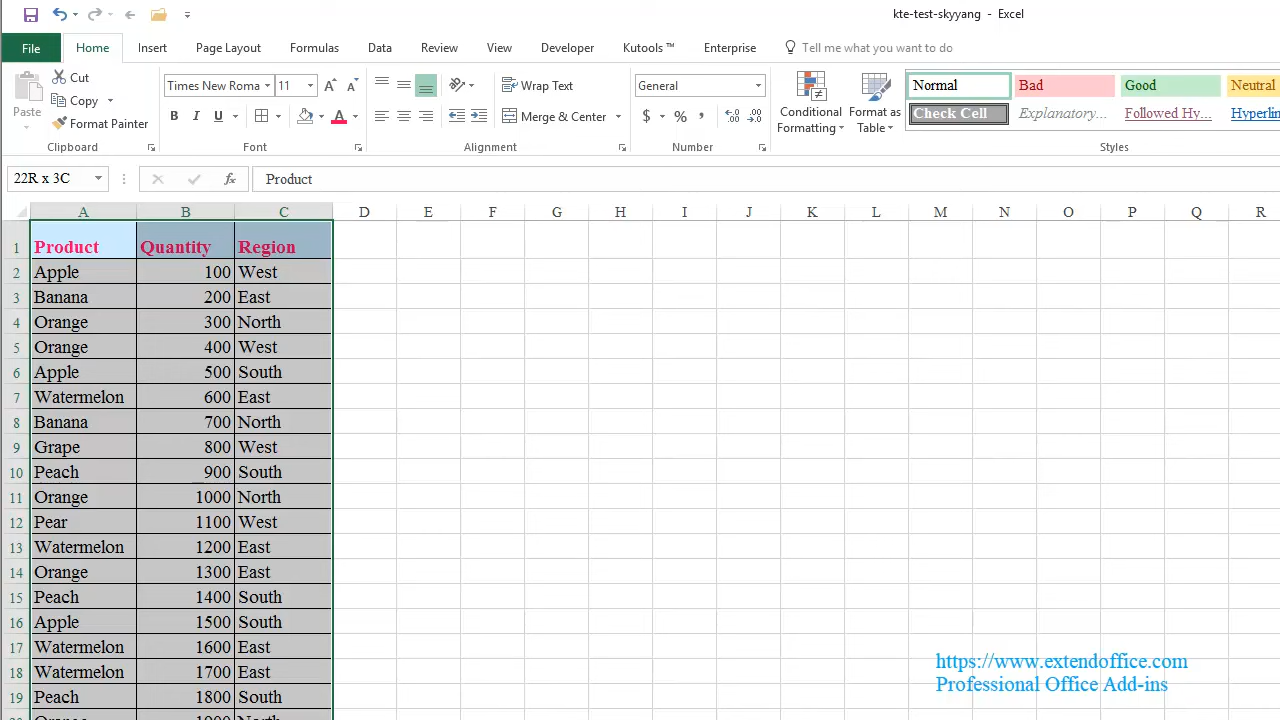 kte-test-skyyang - Excel
File Home Insert Page Layout Formulas Data Review View Developer Kutools ™ Enterprise Tell me what you want to do
Paste
Cut
Copy
Format Painter
Clipboard
Times New Roma 11
B I U
Font
Wrap Text
Merge & Center
Alignment
General
$ % ,
Number
Conditional Formatting
Format as Table
Normal Bad Good Neutral
Check Cell Explanatory... Followed Hy... Hyperlin
Styles
22R x 3C fx Product
A B C D E F G H I J K L M N O P Q R
1 Product Quantity Region
2 Apple 100 West
3 Banana 200 East
4 Orange 300 North
5 Orange 400 West
6 Apple 500 South
7 Watermelon 600 East
8 Banana 700 North
9 Grape 800 West
10 Peach 900 South
11 Orange 1000 North
12 Pear 1100 West
13 Watermelon 1200 East
14 Orange 1300 East
15 Peach 1400 South
16 Apple 1500 South
17 Watermelon 1600 East
18 Watermelon 1700 East
19 Peach 1800 South
https://www.extendoffice.com
Professional Office Add-ins